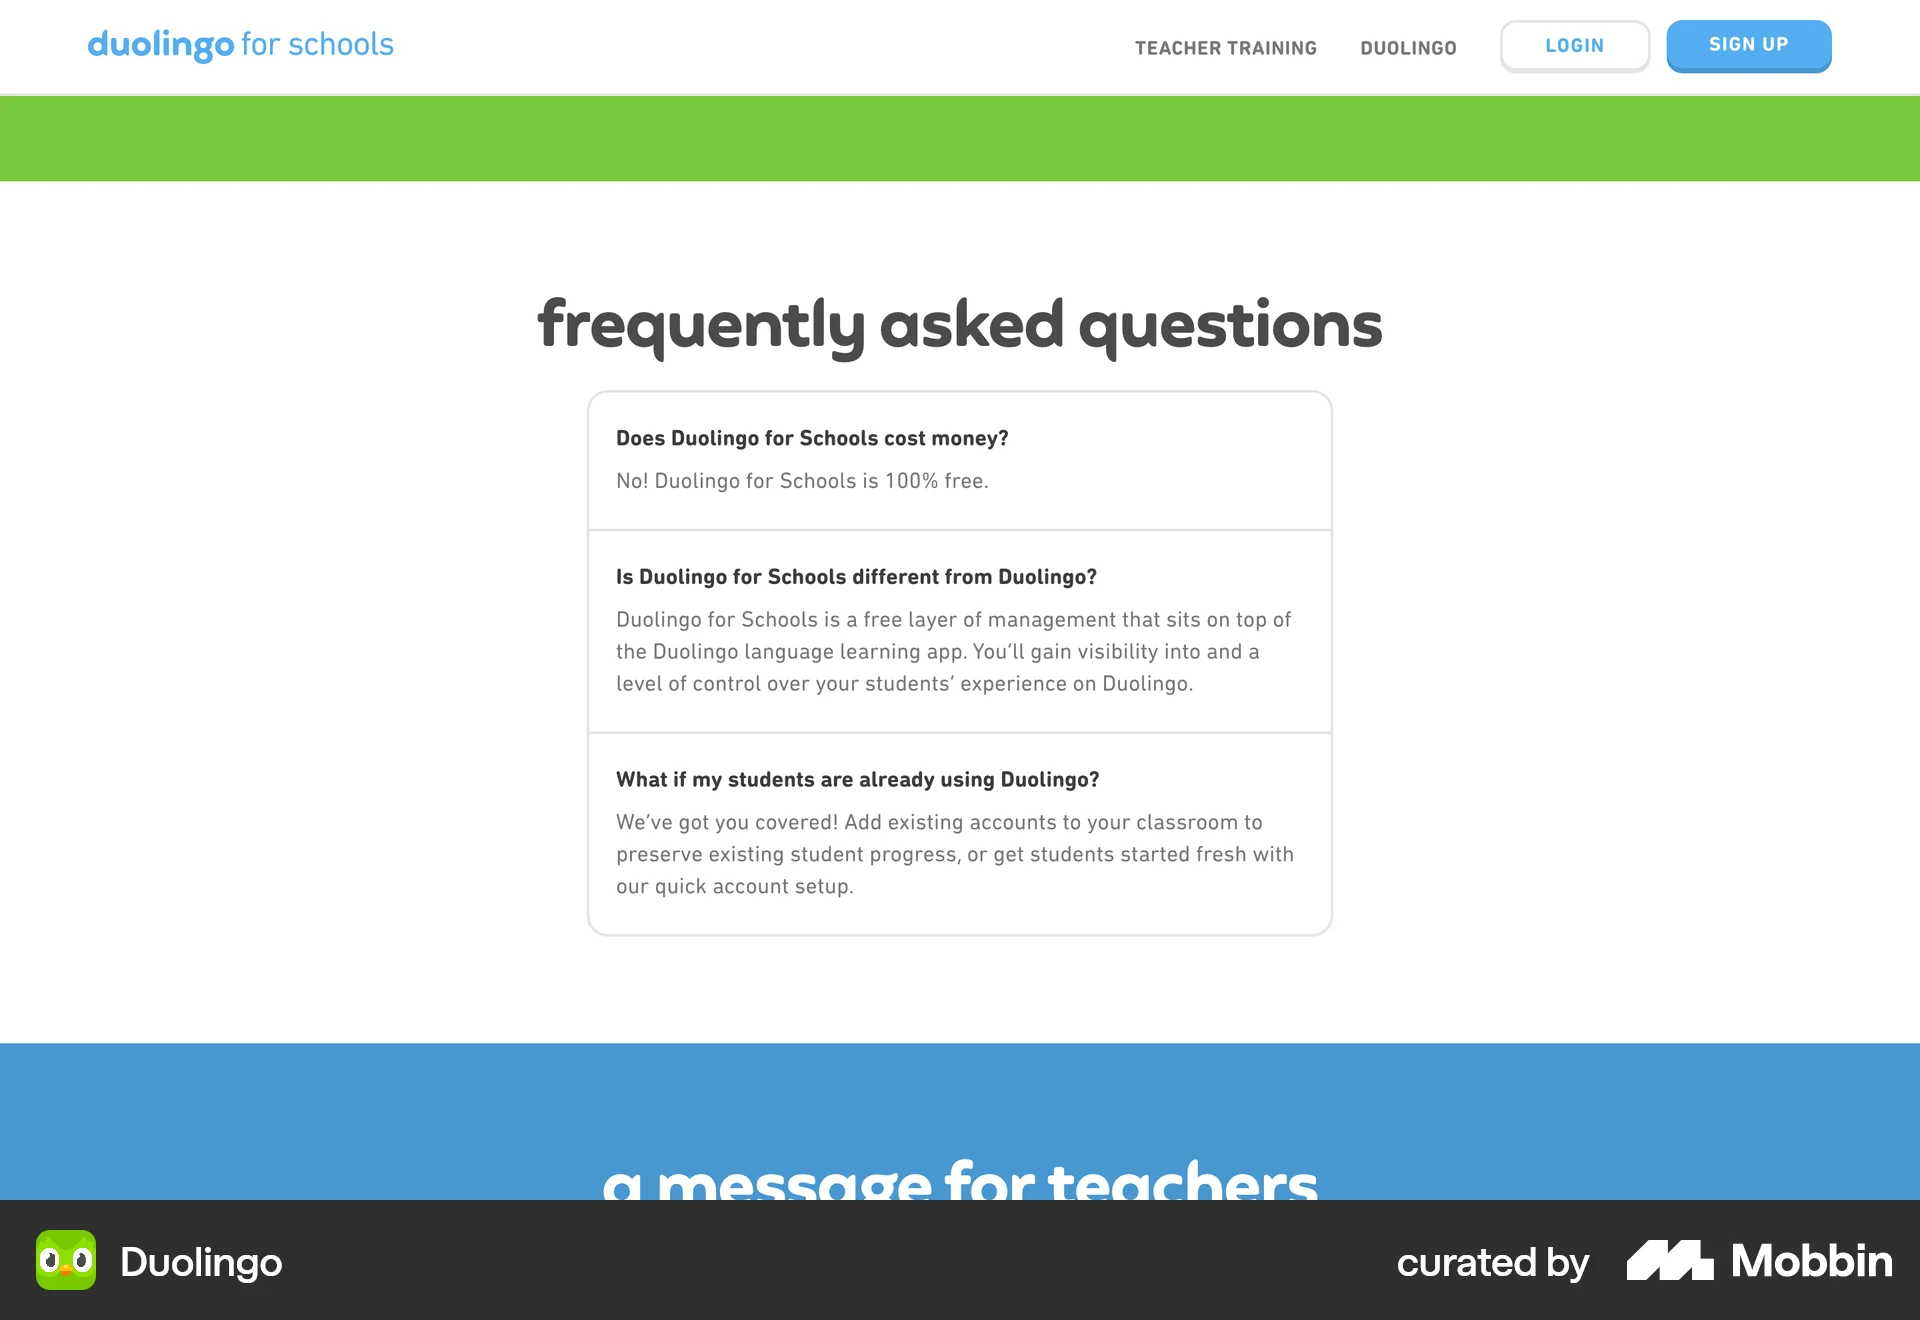 duolingo for schools
TEACHER TRAINING
DUOLINGO
LOGIN
SIGN UP
frequently asked questions
Does Duolingo for Schools cost money?
No! Duolingo for Schools is 100% free.
Is Duolingo for Schools different from Duolingo?
Duolingo for Schools is a free layer of management that sits on top of
the Duolingo language learning app. You’ll gain visibility into and a
level of control over your students’ experience on Duolingo.
What if my students are already using Duolingo?
We’ve got you covered! Add existing accounts to your classroom to
preserve existing student progress, or get students started fresh with
our quick account setup.
a message for teachers
Duolingo
curated by
Mobbin